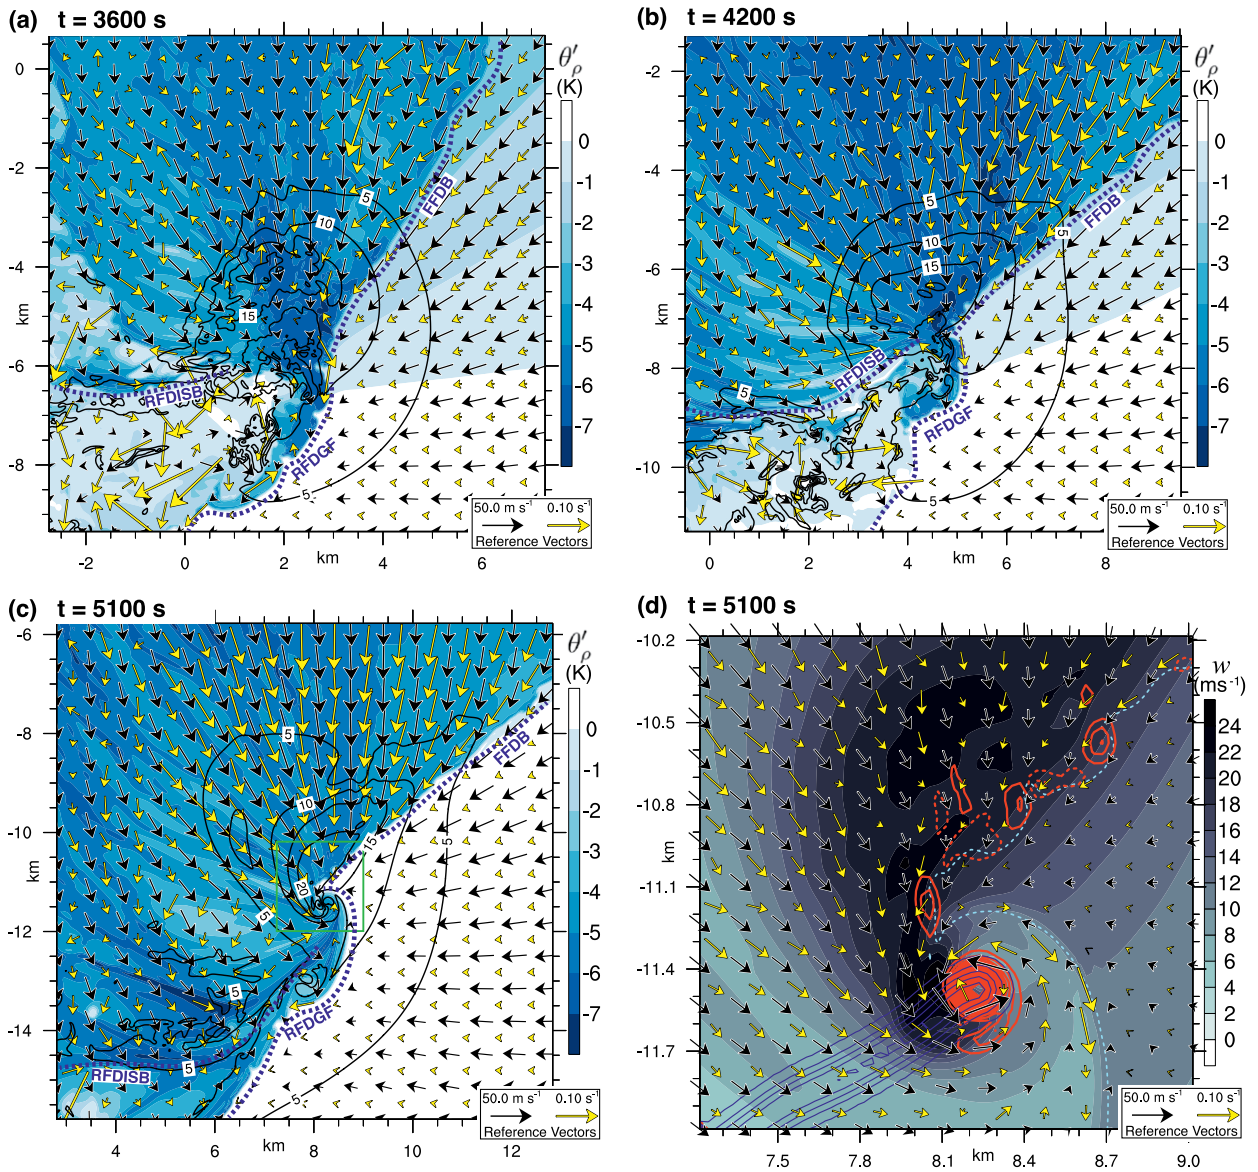 (a) t = 3600 s
θ′ρ
(K)
0
-1
-2
-3
-4
-5
-6
-7
0
-2
-4
-6
-8
km
-2
0
2
4
6
km
5
10
15
5
FFDB
RFDISB
RFDGF
50.0 m s⁻¹
0.10 s⁻¹
Reference Vectors
(b) t = 4200 s
θ′ρ
(K)
0
-1
-2
-3
-4
-5
-6
-7
-2
-4
-6
-8
-10
km
0
2
4
6
8
km
5
10
15
5
5
5
FFDB
RFDISB
RFDGF
50.0 m s⁻¹
0.10 s⁻¹
Reference Vectors
(c) t = 5100 s
θ′ρ
(K)
0
-1
-2
-3
-4
-5
-6
-7
-6
-8
-10
-12
-14
km
4
6
8
10
12
km
5
10
15
20
5
5
5
5
5
FFDB
RFDGF
RFDISB
50.0 m s⁻¹
0.10 s⁻¹
Reference Vectors
(d) t = 5100 s
w
(ms⁻¹)
24
22
20
18
16
14
12
10
8
6
4
2
0
-10.2
-10.5
-10.8
-11.1
-11.4
-11.7
km
7.5
7.8
8.1
8.4
8.7
9.0
50.0 m s⁻¹
0.10 s⁻¹
Reference Vectors